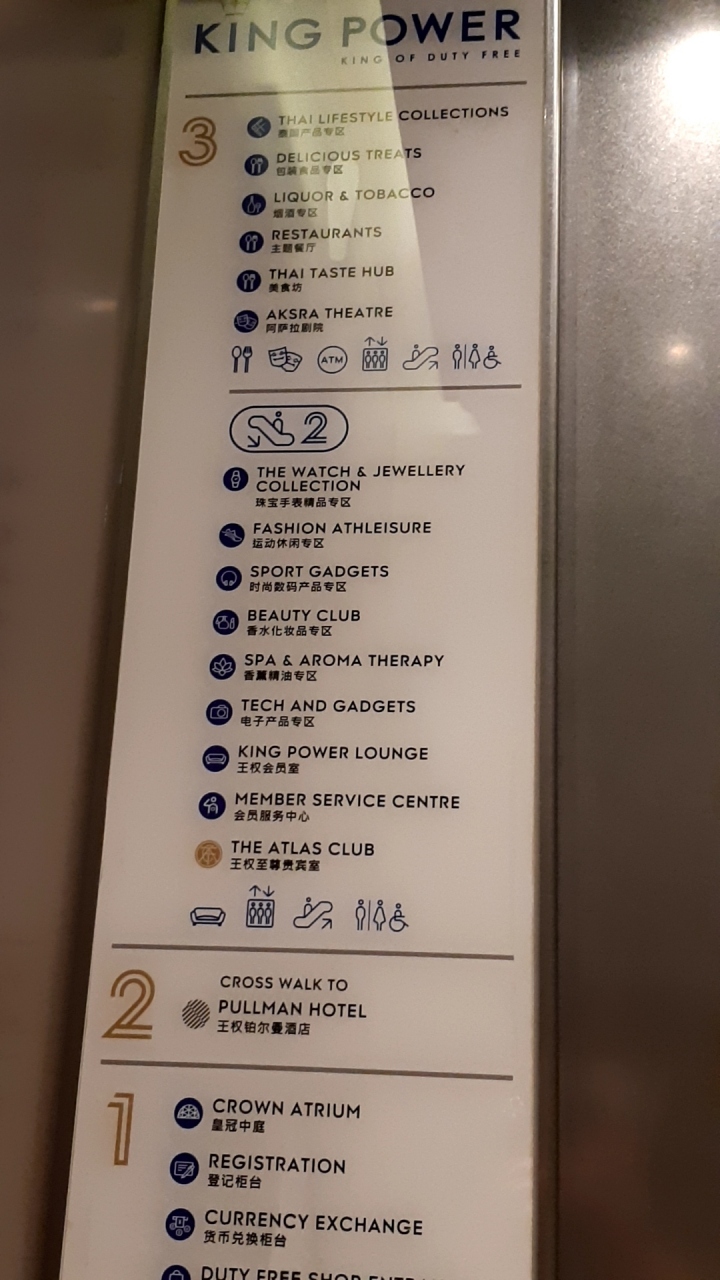 KING POWER
KING OF DUTY FREE
3
THAI LIFESTYLE COLLECTIONS
泰国产品专区
DELICIOUS TREATS
包装食品专区
LIQUOR & TOBACCO
烟酒专区
RESTAURANTS
主题餐厅
THAI TASTE HUB
美食坊
AKSRA THEATRE
阿萨拉剧院
ATM
2
THE WATCH & JEWELLERY
COLLECTION
珠宝手表精品专区
FASHION ATHLEISURE
运动休闲专区
SPORT GADGETS
时尚数码产品专区
BEAUTY CLUB
香水化妆品专区
SPA & AROMA THERAPY
香薰精油专区
TECH AND GADGETS
电子产品专区
KING POWER LOUNGE
王权会员室
MEMBER SERVICE CENTRE
会员服务中心
THE ATLAS CLUB
王权至尊贵宾室
2
CROSS WALK TO
PULLMAN HOTEL
王权铂尔曼酒店
1
CROWN ATRIUM
皇冠中庭
REGISTRATION
登记柜台
CURRENCY EXCHANGE
货币兑换柜台
DUTY FREE SHOP